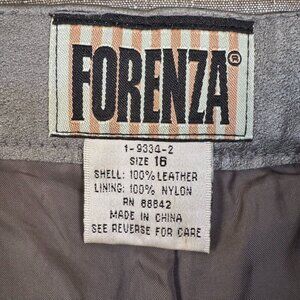 FORENZA®
1-9334-2
SIZE 16
SHELL: 100% LEATHER
LINING: 100% NYLON
RN 68842
MADE IN CHINA
SEE REVERSE FOR CARE